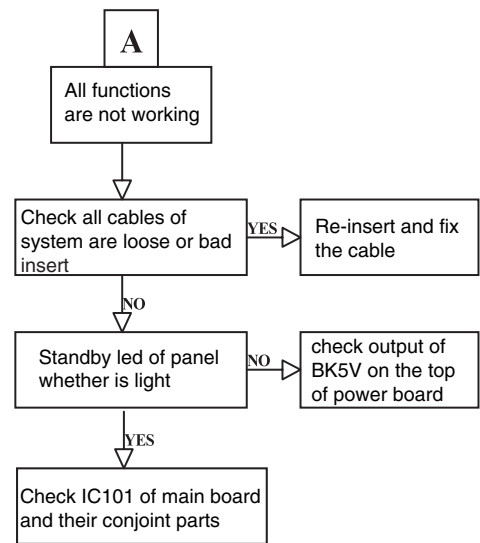 A
All functions
are not working
Check all cables of
system are loose or bad
insert
YES
Re-insert and fix
the cable
NO
Standby led of panel
whether is light
NO
check output of
BK5V on the top
of power board
YES
Check IC101 of main board
and their conjoint parts